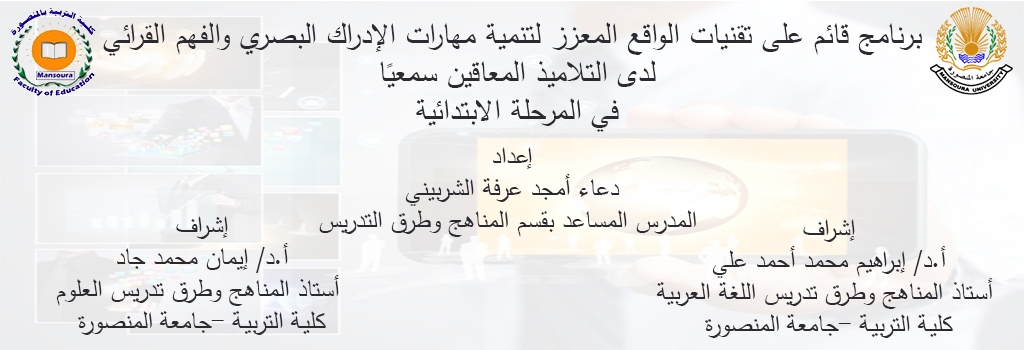 برنامج قائم على تقنيات الواقع المعزز لتنمية مهارات الإدراك البصري والفهم القرائي
لدى التلاميذ المعاقين سمعيًا
في المرحلة الابتدائية
إعداد
دعاء أمجد عرفة الشربيني
المدرس المساعد بقسم المناهج وطرق التدريس
إشراف
أ.د/ إبراهيم محمد أحمد علي
أستاذ المناهج وطرق تدريس اللغة العربية
كلية التربية –جامعة المنصورة
إشراف
أ.د/ إيمان محمد جاد
أستاذ المناهج وطرق تدريس العلوم
كلية التربية –جامعة المنصورة
جامعة المنصورة
MANSOURA UNIVERSITY
كلية التربية بالمنصورة
Mansoura
Faculty of Education